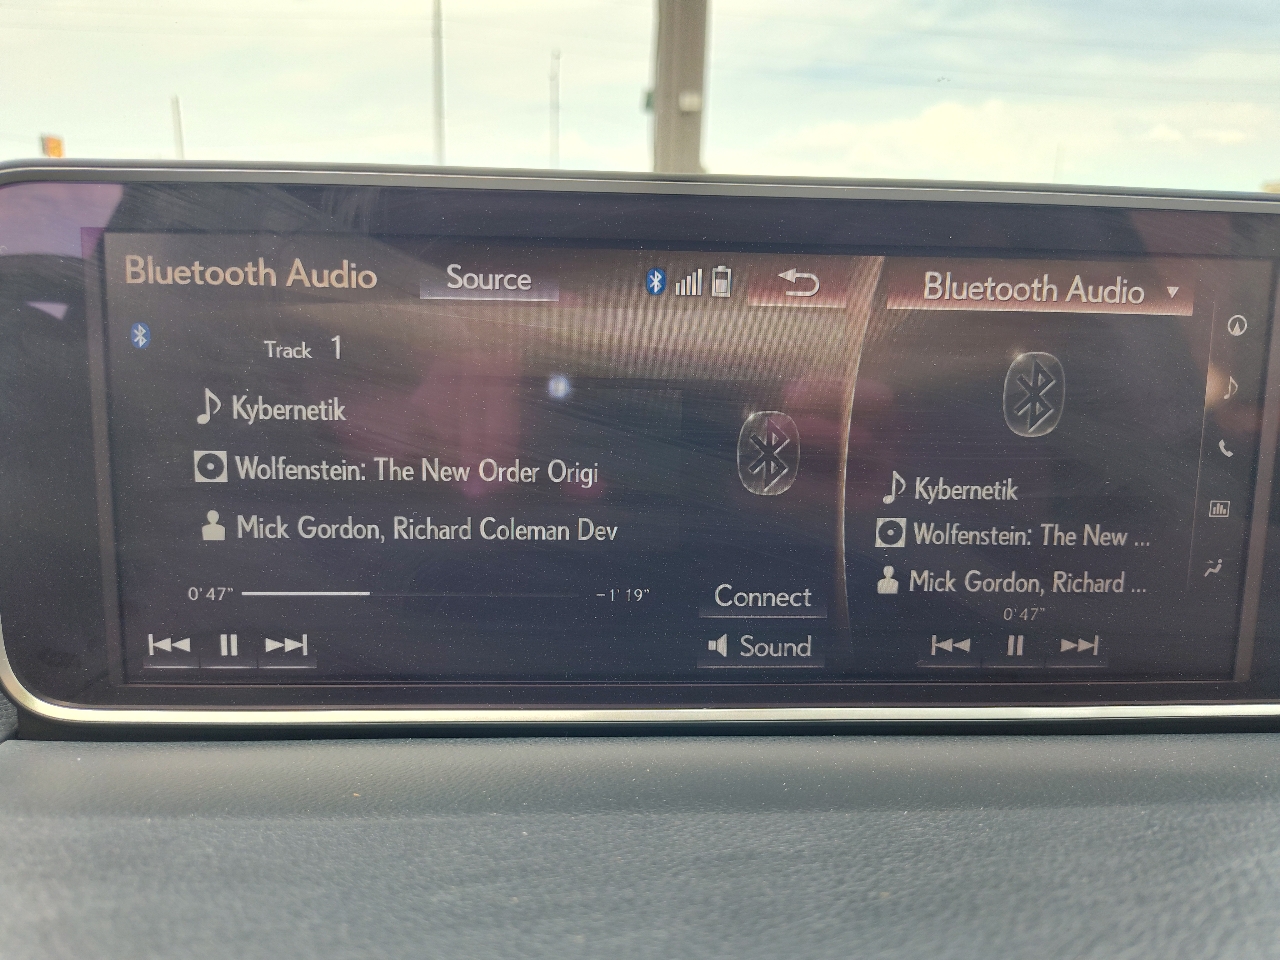 Bluetooth Audio
Source
Track 1
Kybernetik
Wolfenstein: The New Order Origi
Mick Gordon, Richard Coleman Dev
0'47"
-1'19"
Connect
Sound
Bluetooth Audio
Kybernetik
Wolfenstein: The New ...
Mick Gordon, Richard ...
0'47"